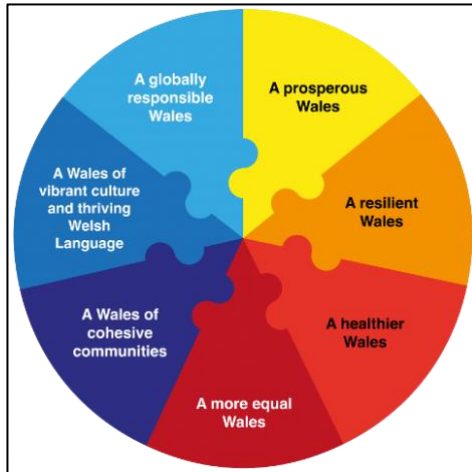 A prosperous
Wales
A resilient
Wales
A healthier
Wales
A more equal
Wales
A Wales of
cohesive
communities
A Wales of
vibrant culture
and thriving
Welsh
Language
A globally
responsible
Wales